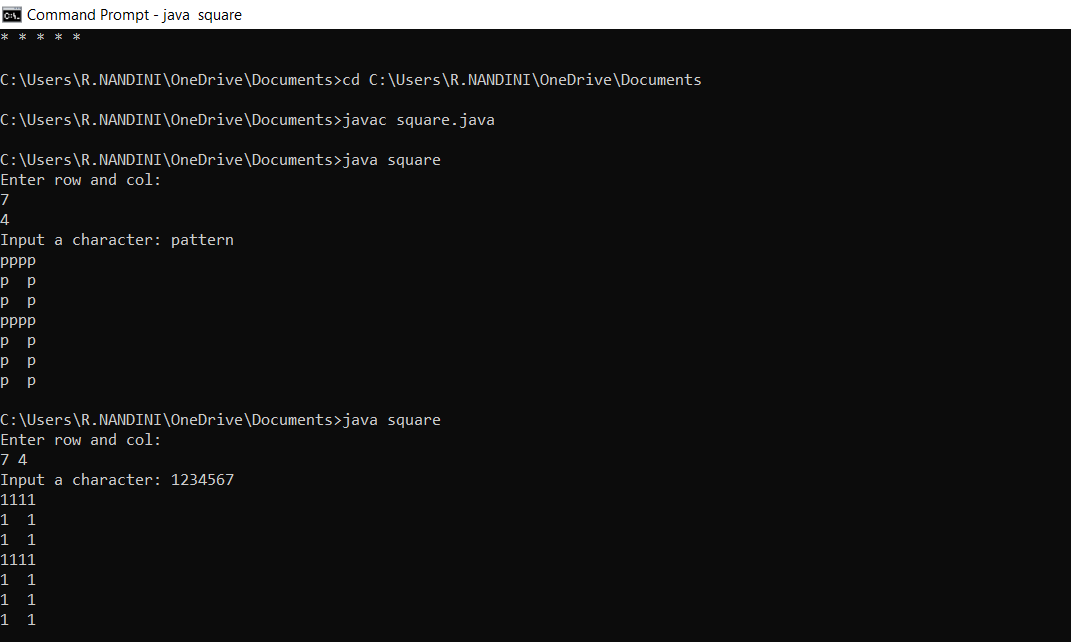 Command Prompt - java  square
* * * * *
C:\Users\R.NANDINI\OneDrive\Documents>cd C:\Users\R.NANDINI\OneDrive\Documents
C:\Users\R.NANDINI\OneDrive\Documents>javac square.java
C:\Users\R.NANDINI\OneDrive\Documents>java square
Enter row and col:
7
4
Input a character: pattern
pppp
p  p
p  p
pppp
p  p
p  p
p  p
C:\Users\R.NANDINI\OneDrive\Documents>java square
Enter row and col:
7 4
Input a character: 1234567
1111
1  1
1  1
1111
1  1
1  1
1  1